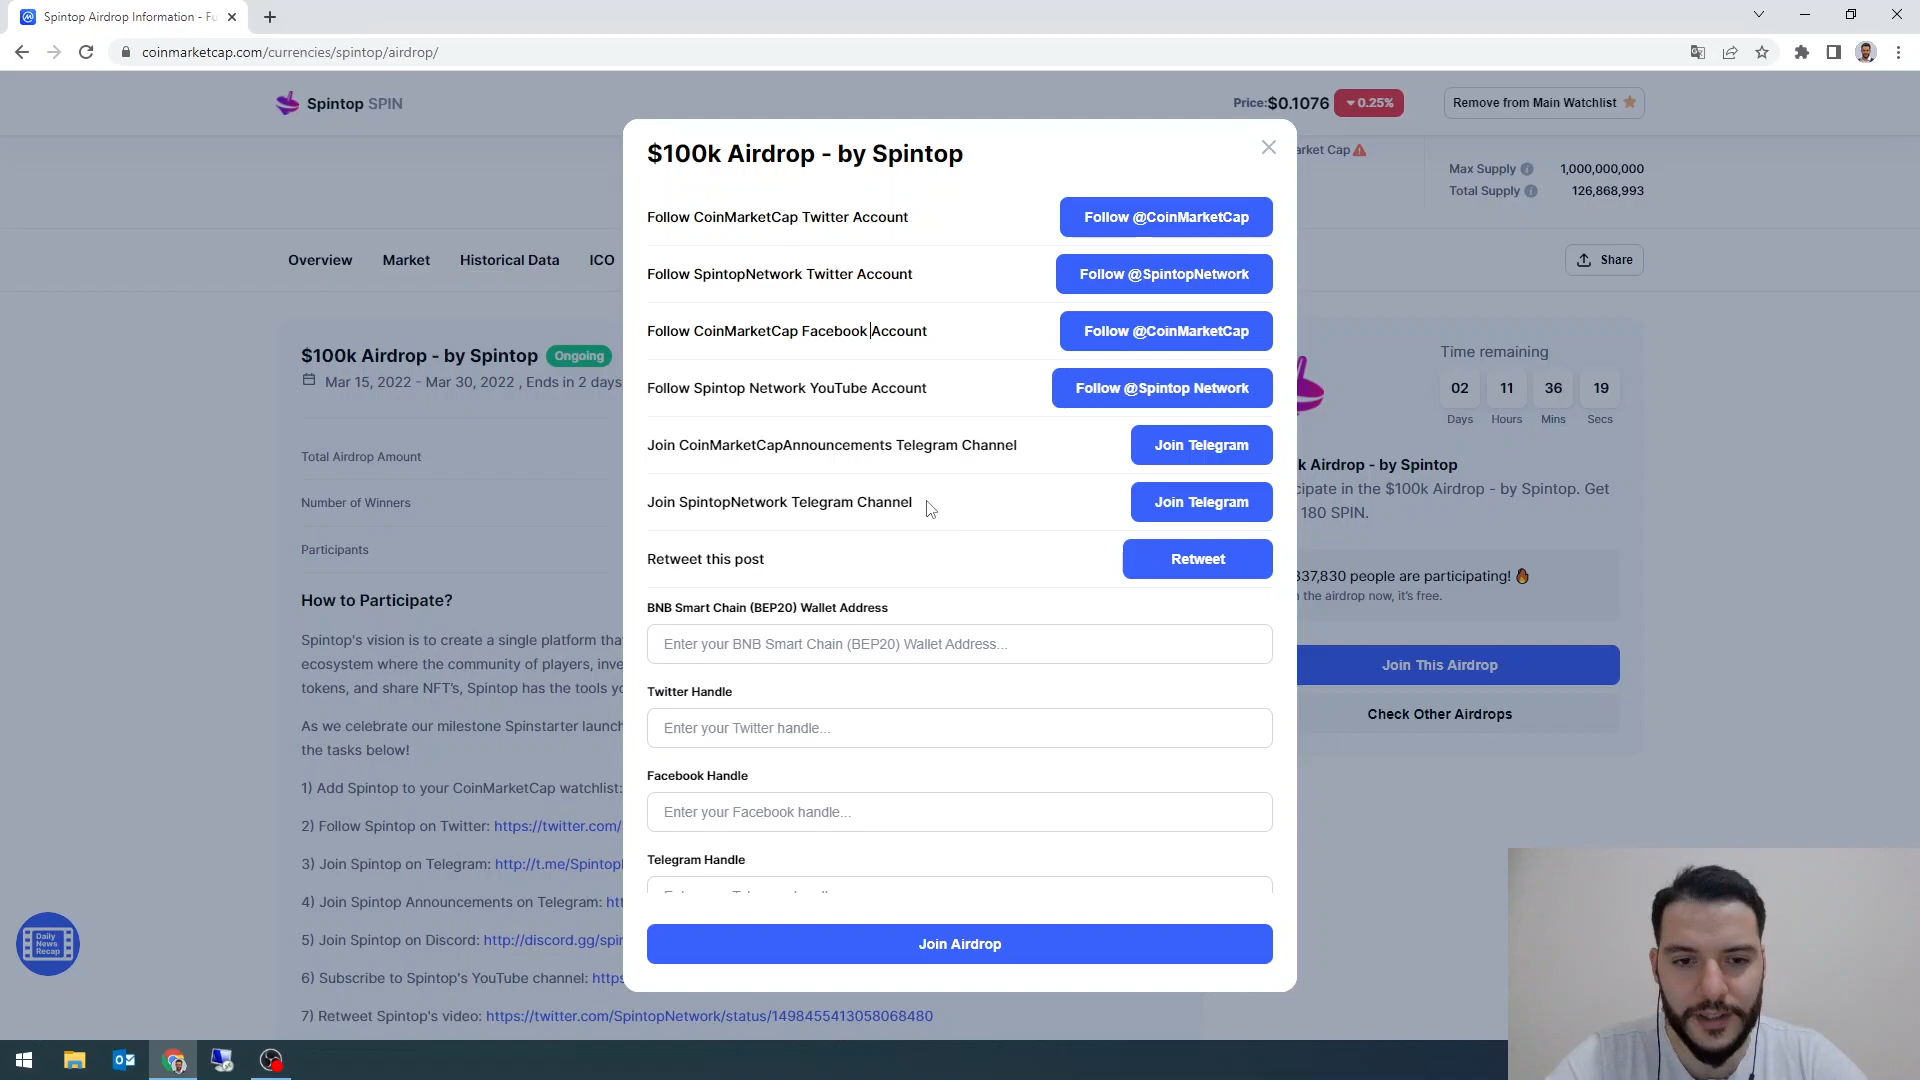 Spintop Airdrop Information - Fu
coinmarketcap.com/currencies/spintop/airdrop/
Spintop SPIN
Price:$0.1076
0.25%
Remove from Main Watchlist
arket Cap
Max Supply
1,000,000,000
Total Supply
126,868,993
Overview
Market
Historical Data
ICO
Share
$100k Airdrop - by Spintop
Follow CoinMarketCap Twitter Account
Follow @CoinMarketCap
Follow SpintopNetwork Twitter Account
Follow @SpintopNetwork
Follow CoinMarketCap Facebook Account
Follow @CoinMarketCap
Follow Spintop Network YouTube Account
Follow @Spintop Network
Join CoinMarketCapAnnouncements Telegram Channel
Join Telegram
Join SpintopNetwork Telegram Channel
Join Telegram
Retweet this post
Retweet
BNB Smart Chain (BEP20) Wallet Address
Enter your BNB Smart Chain (BEP20) Wallet Address...
Twitter Handle
Enter your Twitter handle...
Facebook Handle
Enter your Facebook handle...
Telegram Handle
Join Airdrop
$100k Airdrop - by Spintop
Ongoing
Mar 15, 2022 - Mar 30, 2022 , Ends in 2 days
Total Airdrop Amount
Number of Winners
Participants
How to Participate?
Spintop's vision is to create a single platform tha
ecosystem where the community of players, inve
tokens, and share NFT's, Spintop has the tools yo
As we celebrate our milestone Spinstarter launch
the tasks below!
1) Add Spintop to your CoinMarketCap watchlist:
2) Follow Spintop on Twitter: https://twitter.com/
3) Join Spintop on Telegram: http://t.me/Spintop
4) Join Spintop Announcements on Telegram: htt
5) Join Spintop on Discord: http://discord.gg/spin
6) Subscribe to Spintop's YouTube channel: https
7) Retweet Spintop's video: https://twitter.com/SpintopNetwork/status/1498455413058068480
Time remaining
02
11
36
19
Days
Hours
Mins
Secs
k Airdrop - by Spintop
cipate in the $100k Airdrop - by Spintop. Get
180 SPIN.
337,830 people are participating!
the airdrop now, it's free.
Join This Airdrop
Check Other Airdrops
Daily
News
Recap